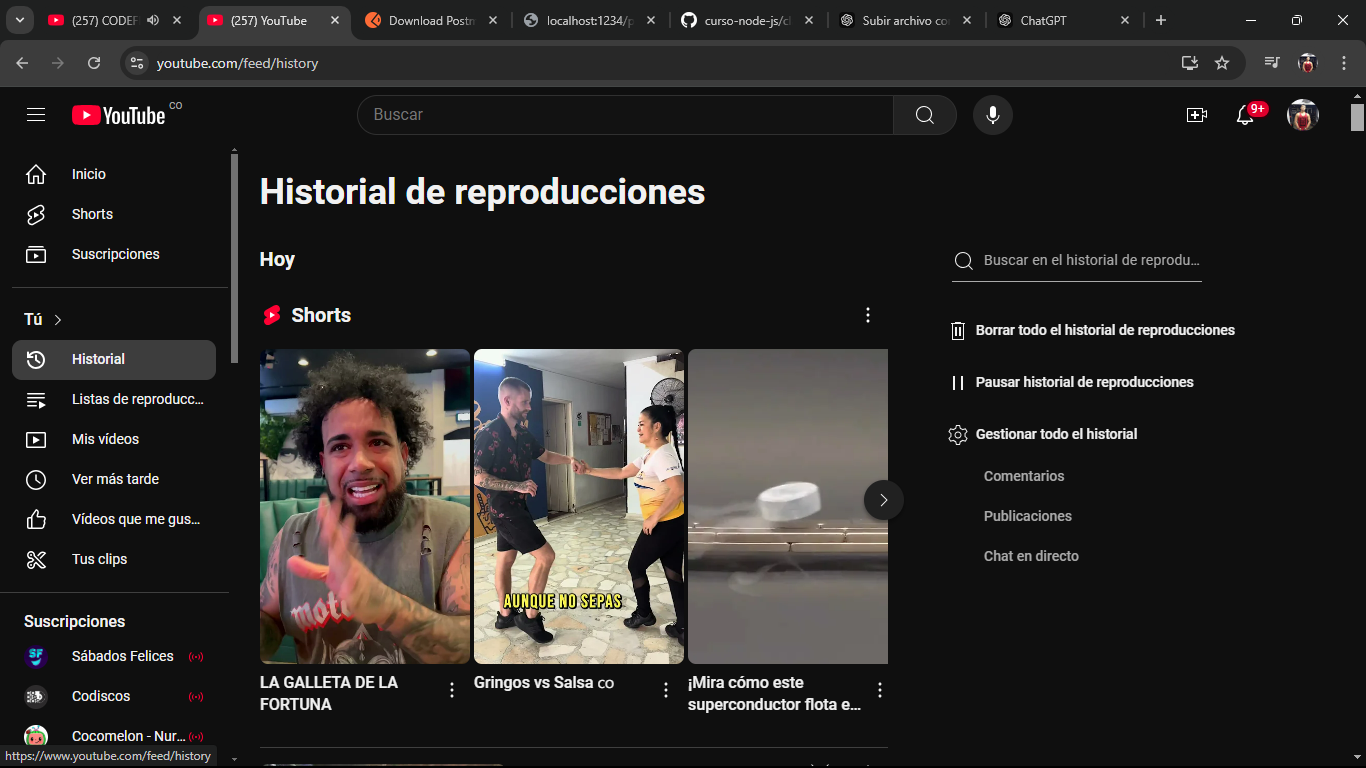 (257) CODEF
(257) YouTube
Download Postm
localhost:1234/p
curso-node-js/cl
Subir archivo co
ChatGPT
youtube.com/feed/history
YouTube CO
Buscar
9+
Inicio
Shorts
Suscripciones
Tú
Historial
Listas de reproducc...
Mis vídeos
Ver más tarde
Vídeos que me gus...
Tus clips
Suscripciones
SF
Sábados Felices
Codiscos
Cocomelon - Nur...
https://www.youtube.com/feed/history
Historial de reproducciones
Hoy
Shorts
AUNQUE NO SEPAS
LA GALLETA DE LA
FORTUNA
Gringos vs Salsa co
¡Mira cómo este
superconductor flota e...
Buscar en el historial de reprodu...
Borrar todo el historial de reproducciones
Pausar historial de reproducciones
Gestionar todo el historial
Comentarios
Publicaciones
Chat en directo